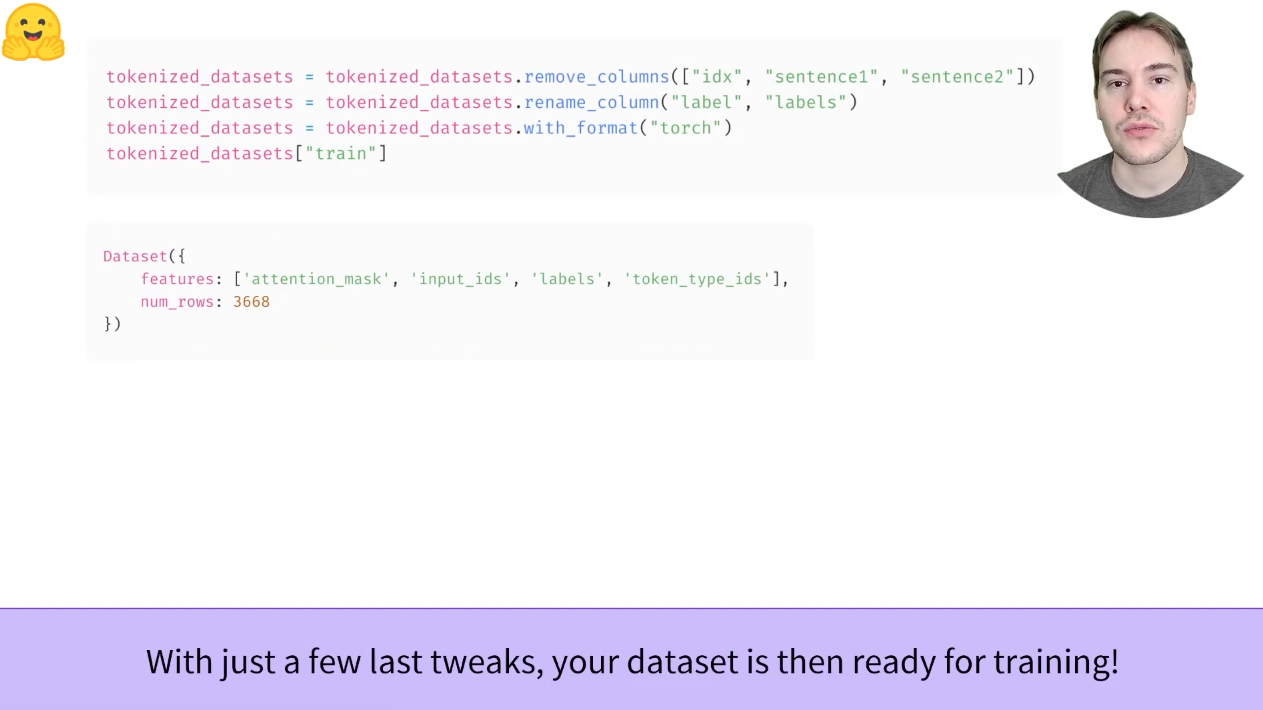 tokenized_datasets = tokenized_datasets.remove_columns(["idx", "sentence1", "sentence2"])
tokenized_datasets = tokenized_datasets.rename_column("label", "labels")
tokenized_datasets = tokenized_datasets.with_format("torch")
tokenized_datasets["train"]
Dataset({
    features: ['attention_mask', 'input_ids', 'labels', 'token_type_ids'],
    num_rows: 3668
})
With just a few last tweaks, your dataset is then ready for training!